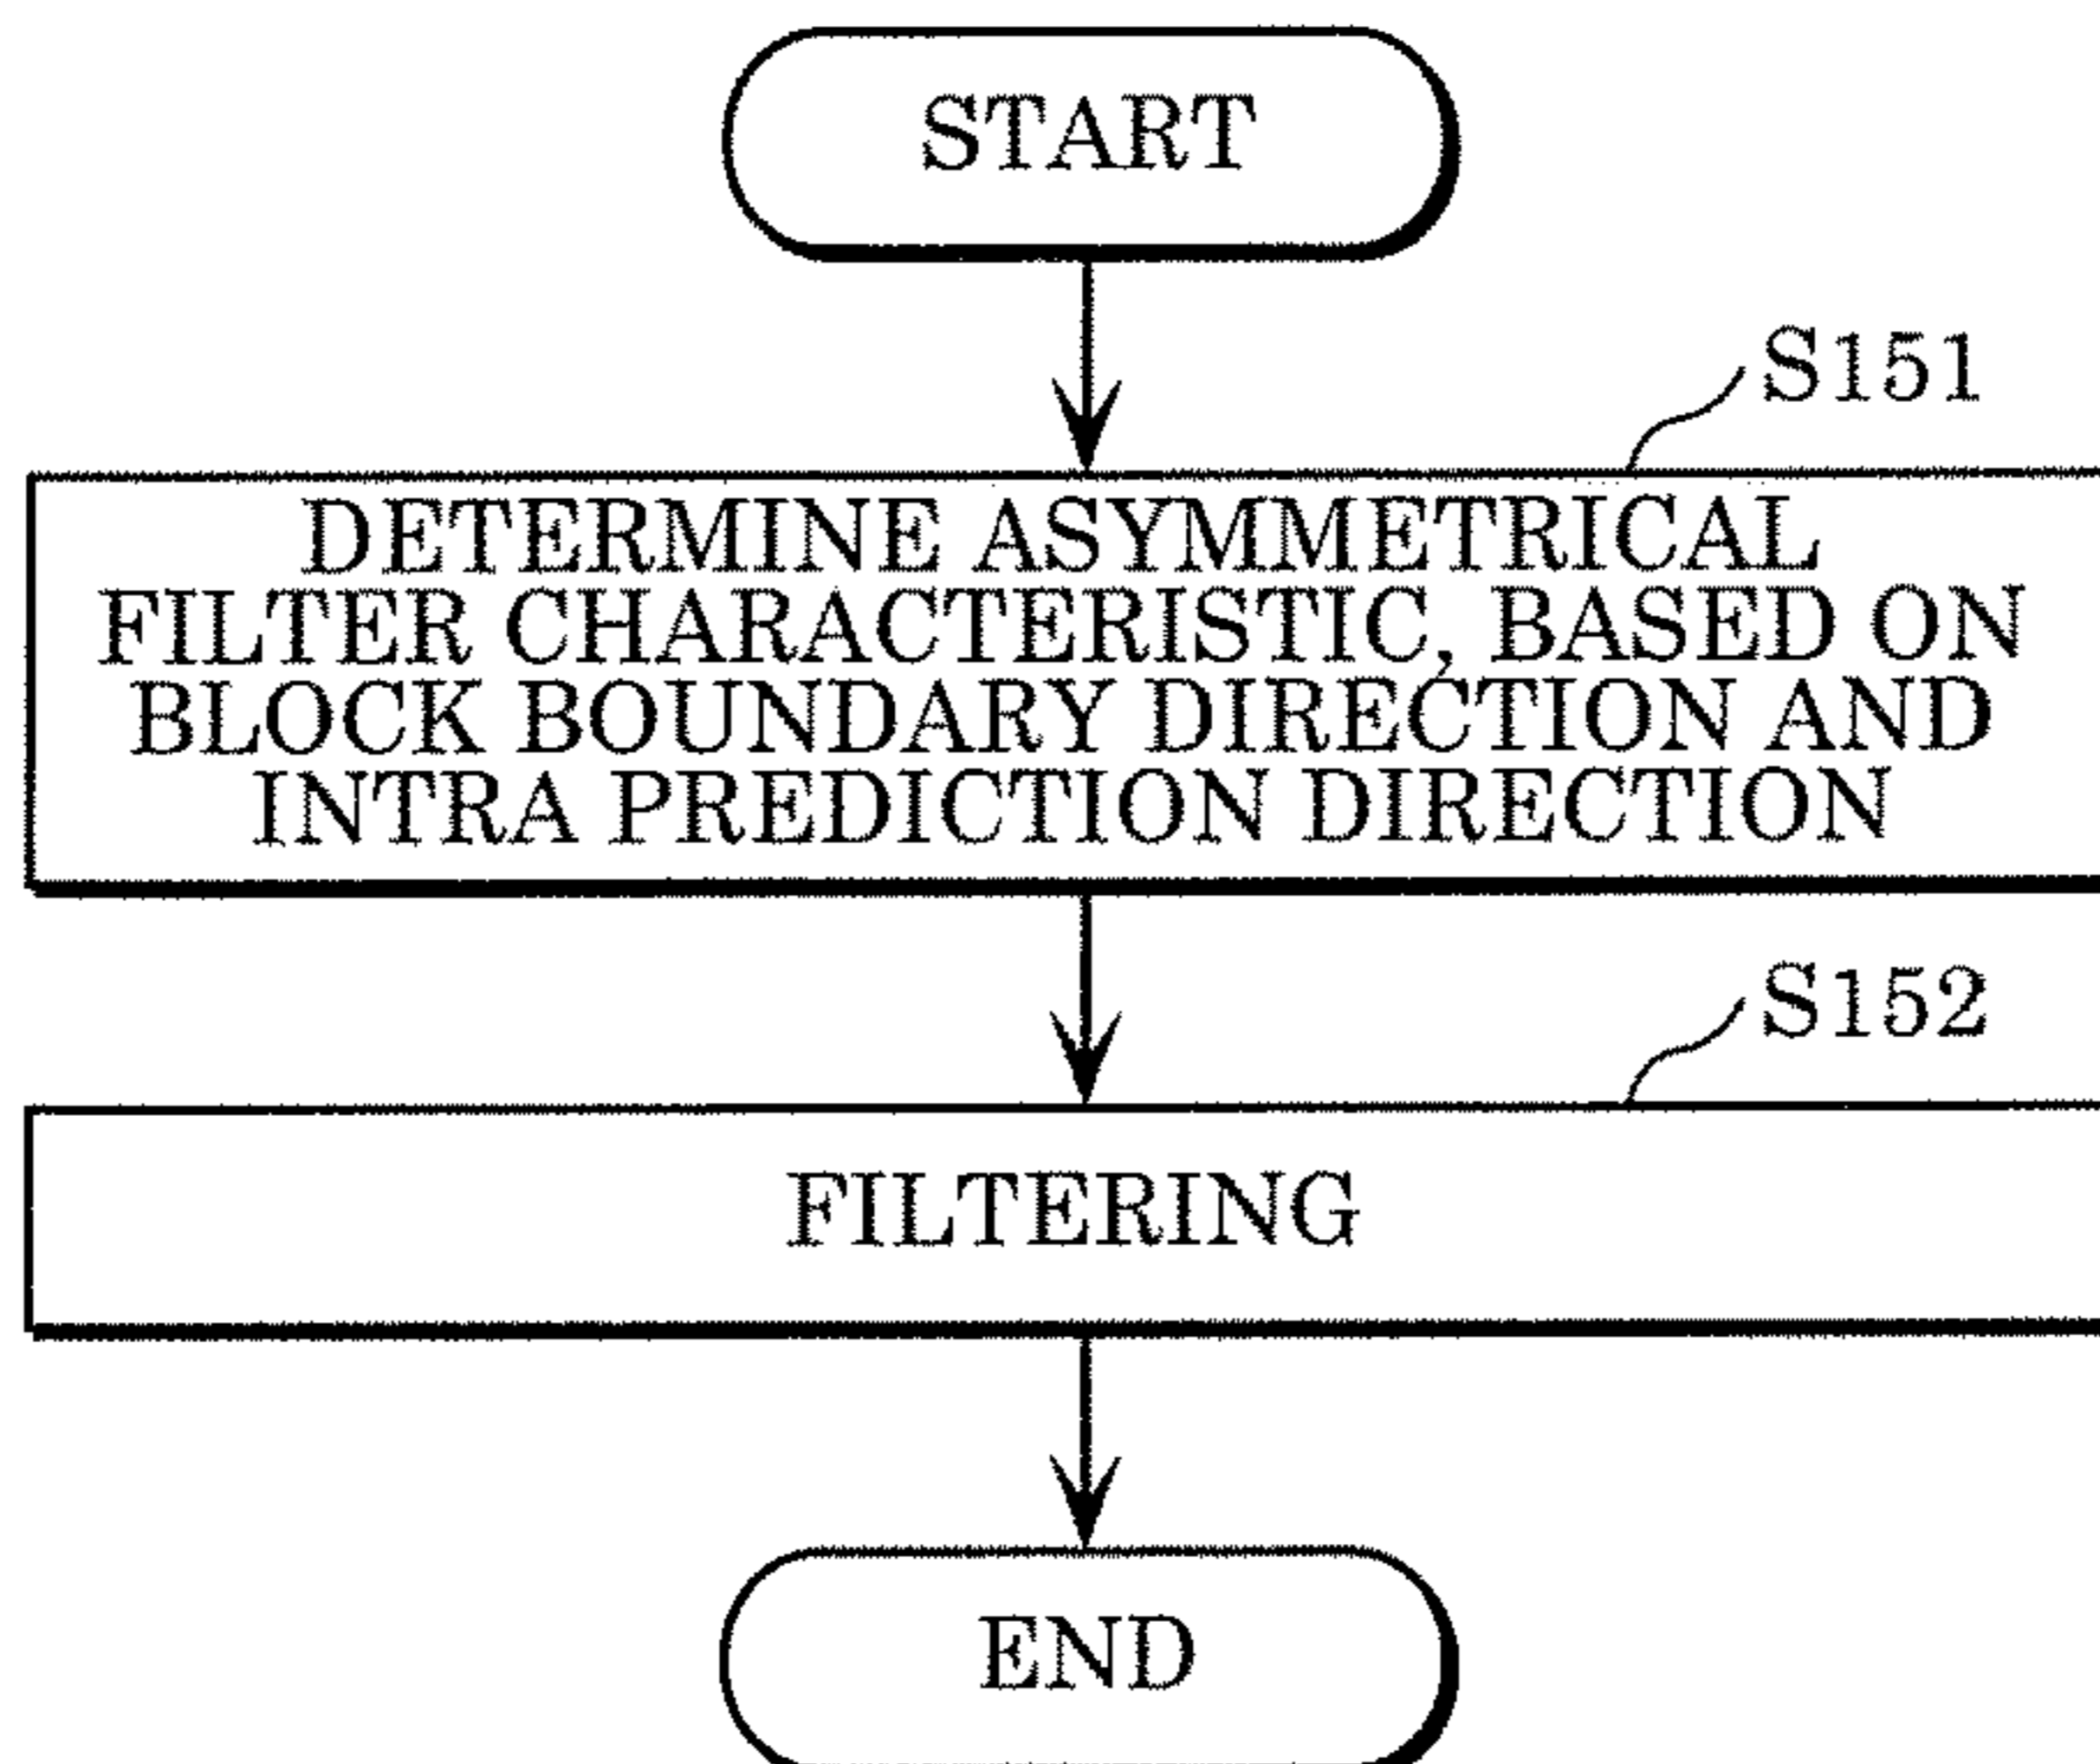 START
S151
DETERMINE ASYMMETRICAL
FILTER CHARACTERISTIC, BASED ON
BLOCK BOUNDARY DIRECTION AND
INTRA PREDICTION DIRECTION
S152
FILTERING
END